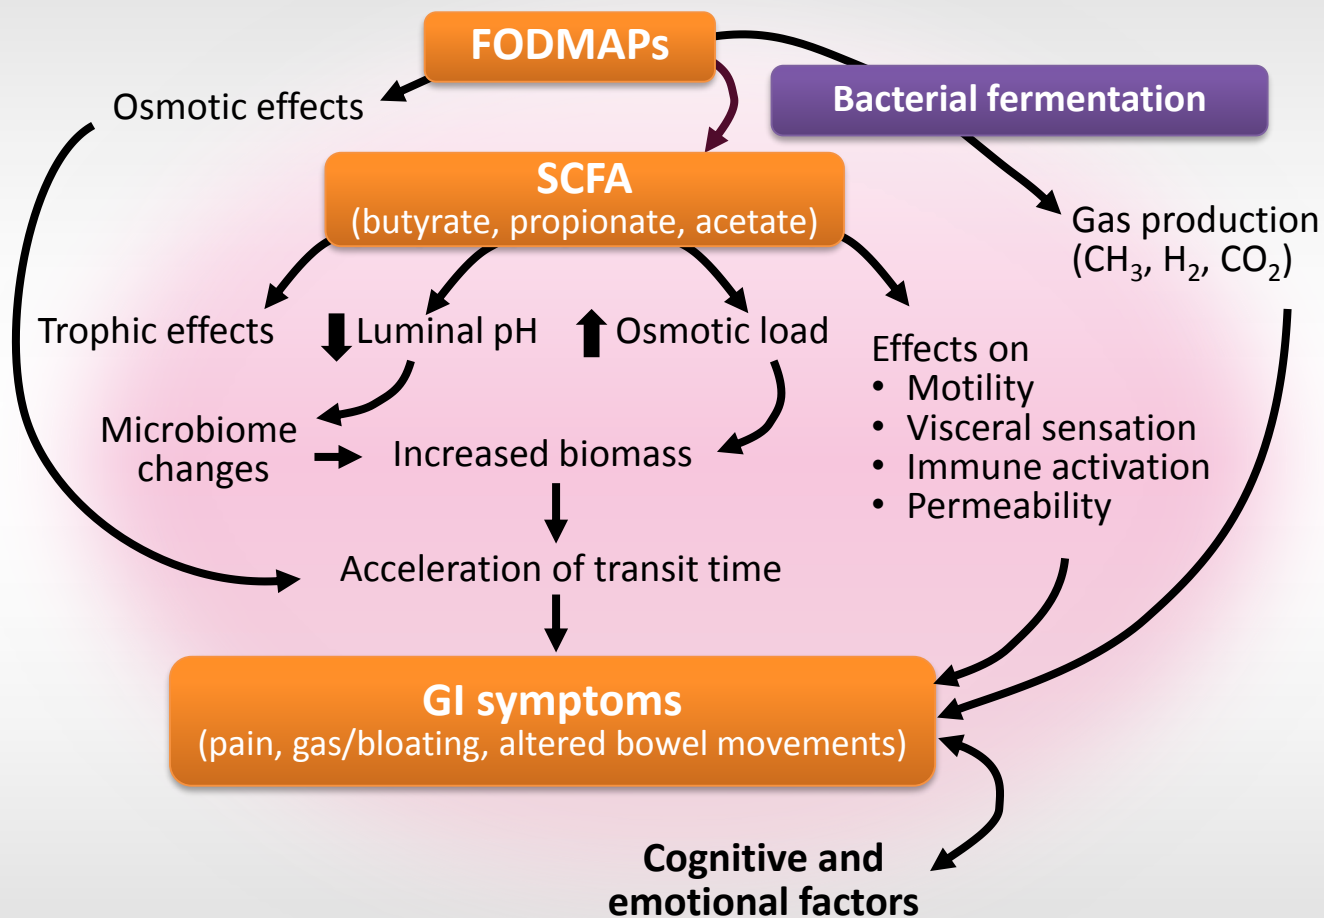 FODMAPs
Osmotic effects
Bacterial fermentation
SCFA
(butyrate, propionate, acetate)
Gas production
(CH₃, H₂, CO₂)
Trophic effects
Luminal pH
Osmotic load
Effects on
• Motility
• Visceral sensation
• Immune activation
• Permeability
Microbiome
changes
Increased biomass
Acceleration of transit time
GI symptoms
(pain, gas/bloating, altered bowel movements)
Cognitive and
emotional factors